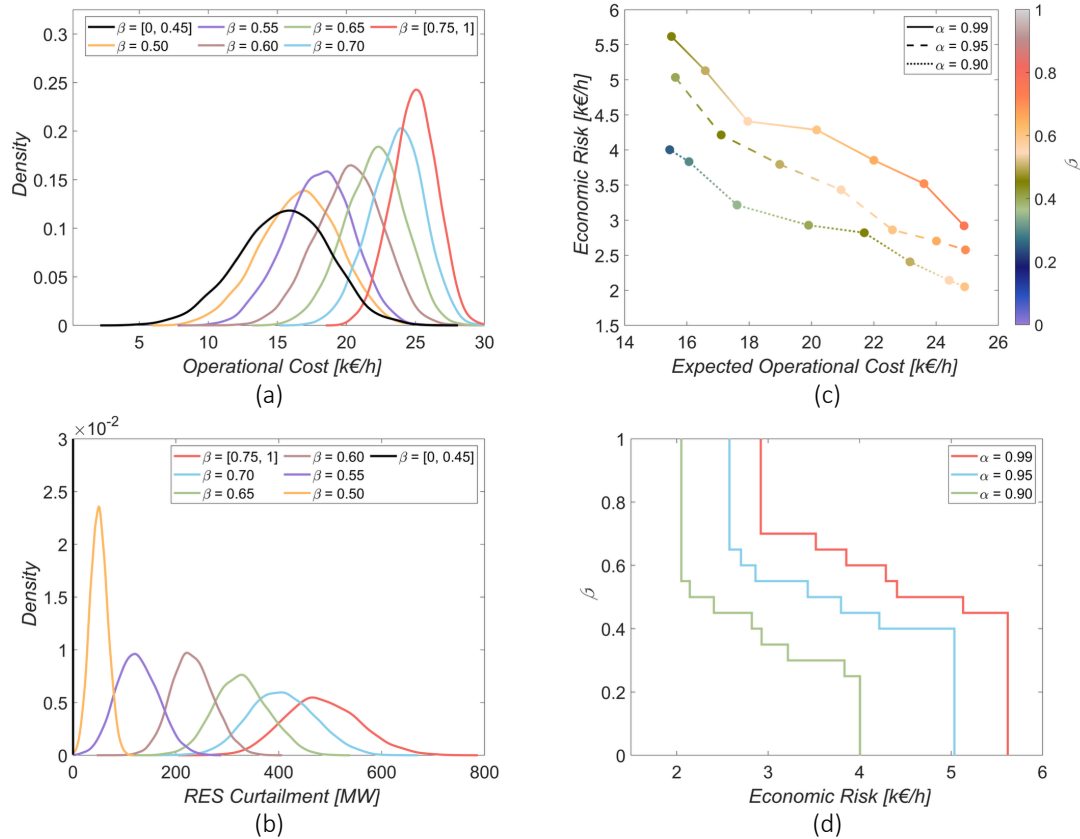 0.3
0.25
0.2
0.15
0.1
0.05
0
Density
β = [0, 0.45]
β = 0.50
β = 0.55
β = 0.60
β = 0.65
β = 0.70
β = [0.75, 1]
5 10 15 20 25 30
Operational Cost [k€/h]
(a)
6
5.5
5
4.5
4
3.5
3
2.5
2
1.5
Economic Risk [k€/h]
α = 0.99
α = 0.95
α = 0.90
14 16 18 20 22 24 26
Expected Operational Cost [k€/h]
(c)
1
0.8
0.6
0.4
0.2
0
β
×10⁻²
3
2.5
2
1.5
1
0.5
0
Density
β = [0.75, 1]
β = 0.70
β = 0.65
β = 0.60
β = 0.55
β = 0.50
β = [0, 0.45]
0 200 400 600 800
RES Curtailment [MW]
(b)
1
0.8
0.6
0.4
0.2
0
β
α = 0.99
α = 0.95
α = 0.90
2 3 4 5 6
Economic Risk [k€/h]
(d)